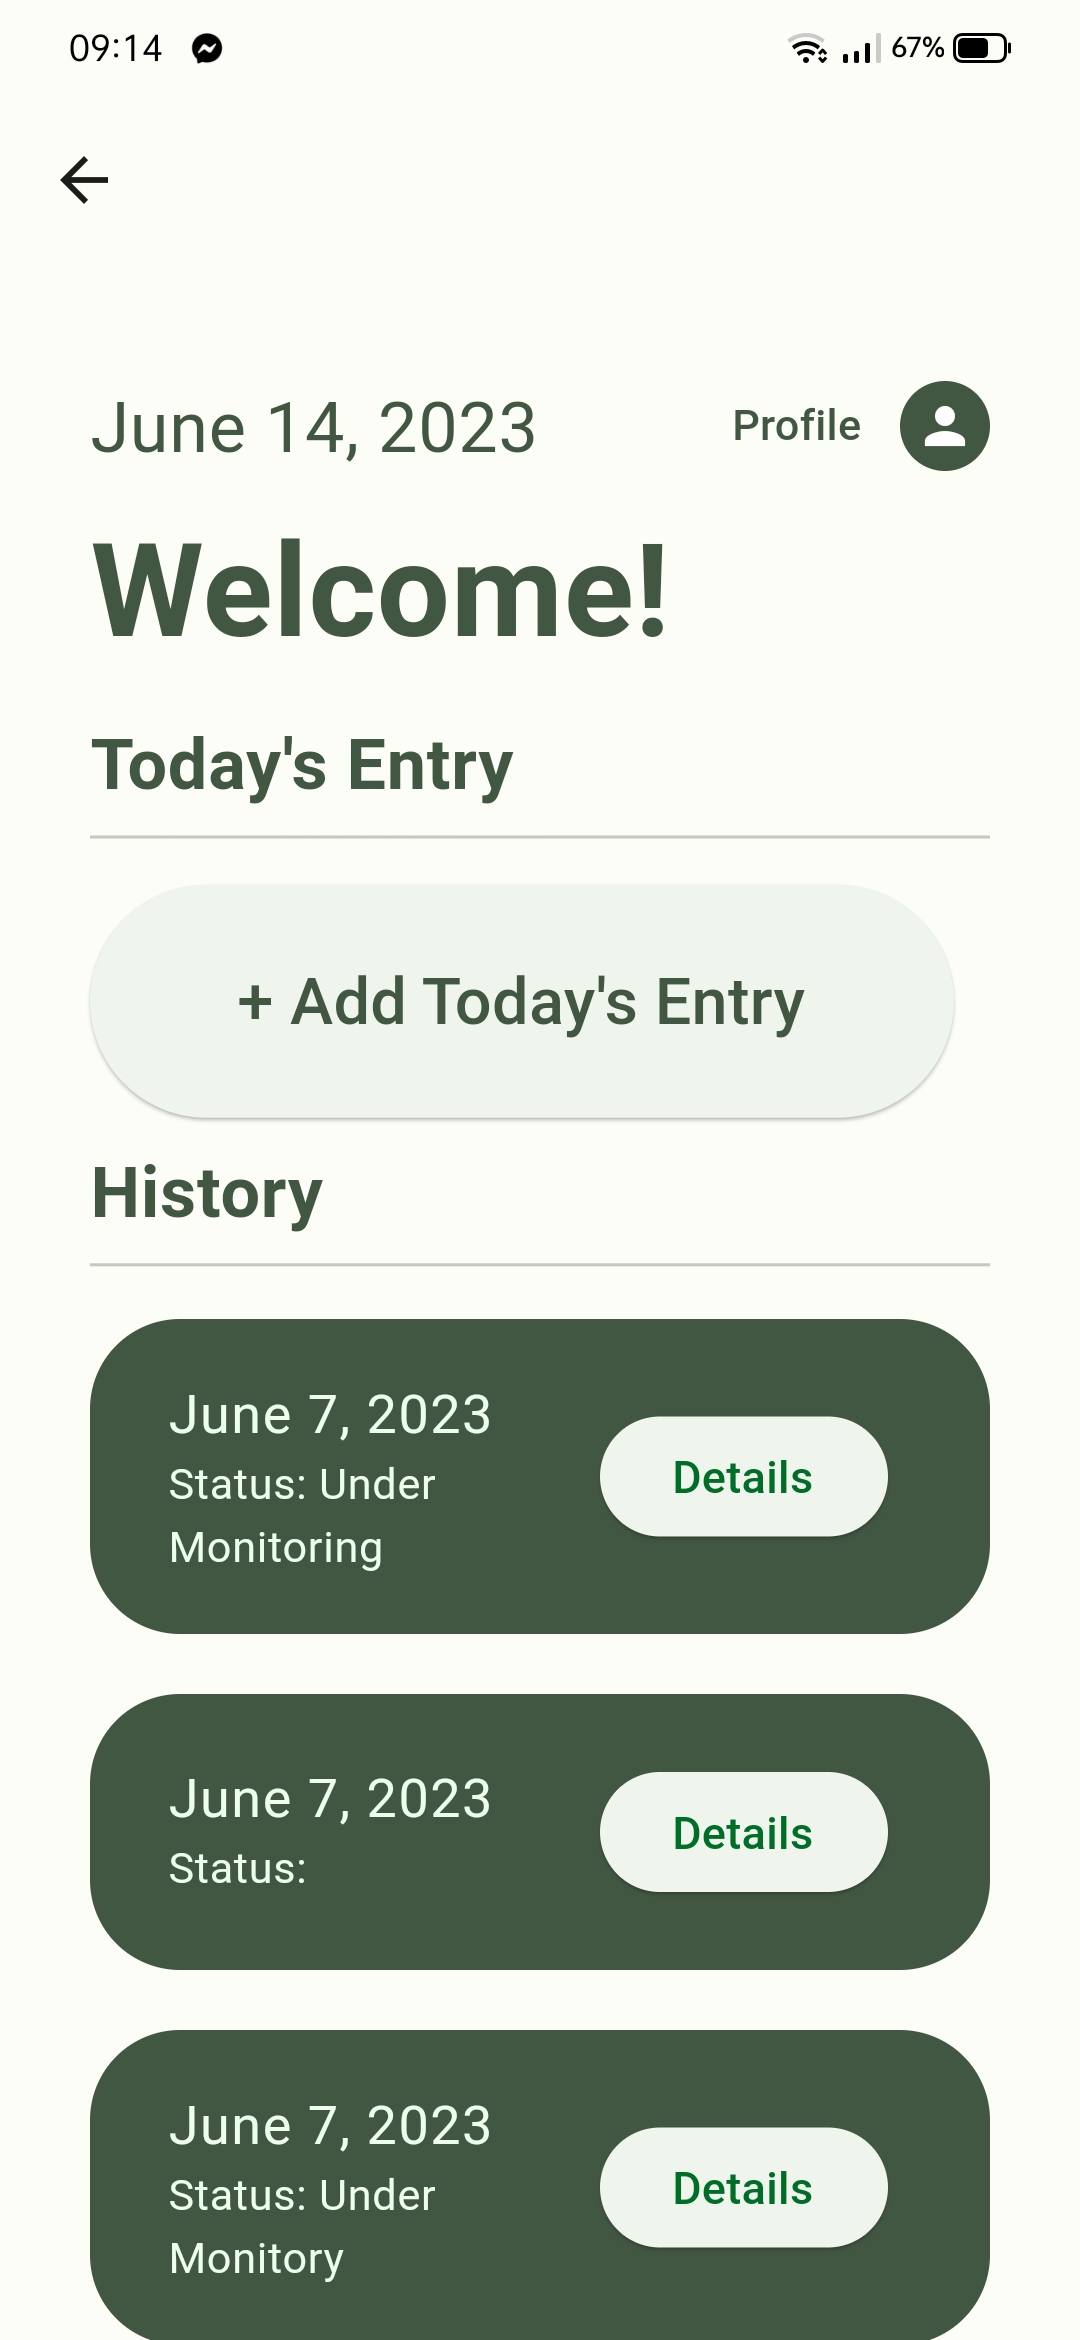 09:14
67%
June 14, 2023
Profile
Welcome!
Today's Entry
+ Add Today's Entry
History
June 7, 2023
Status: Under
Monitoring
Details
June 7, 2023
Status:
Details
June 7, 2023
Status: Under
Monitory
Details